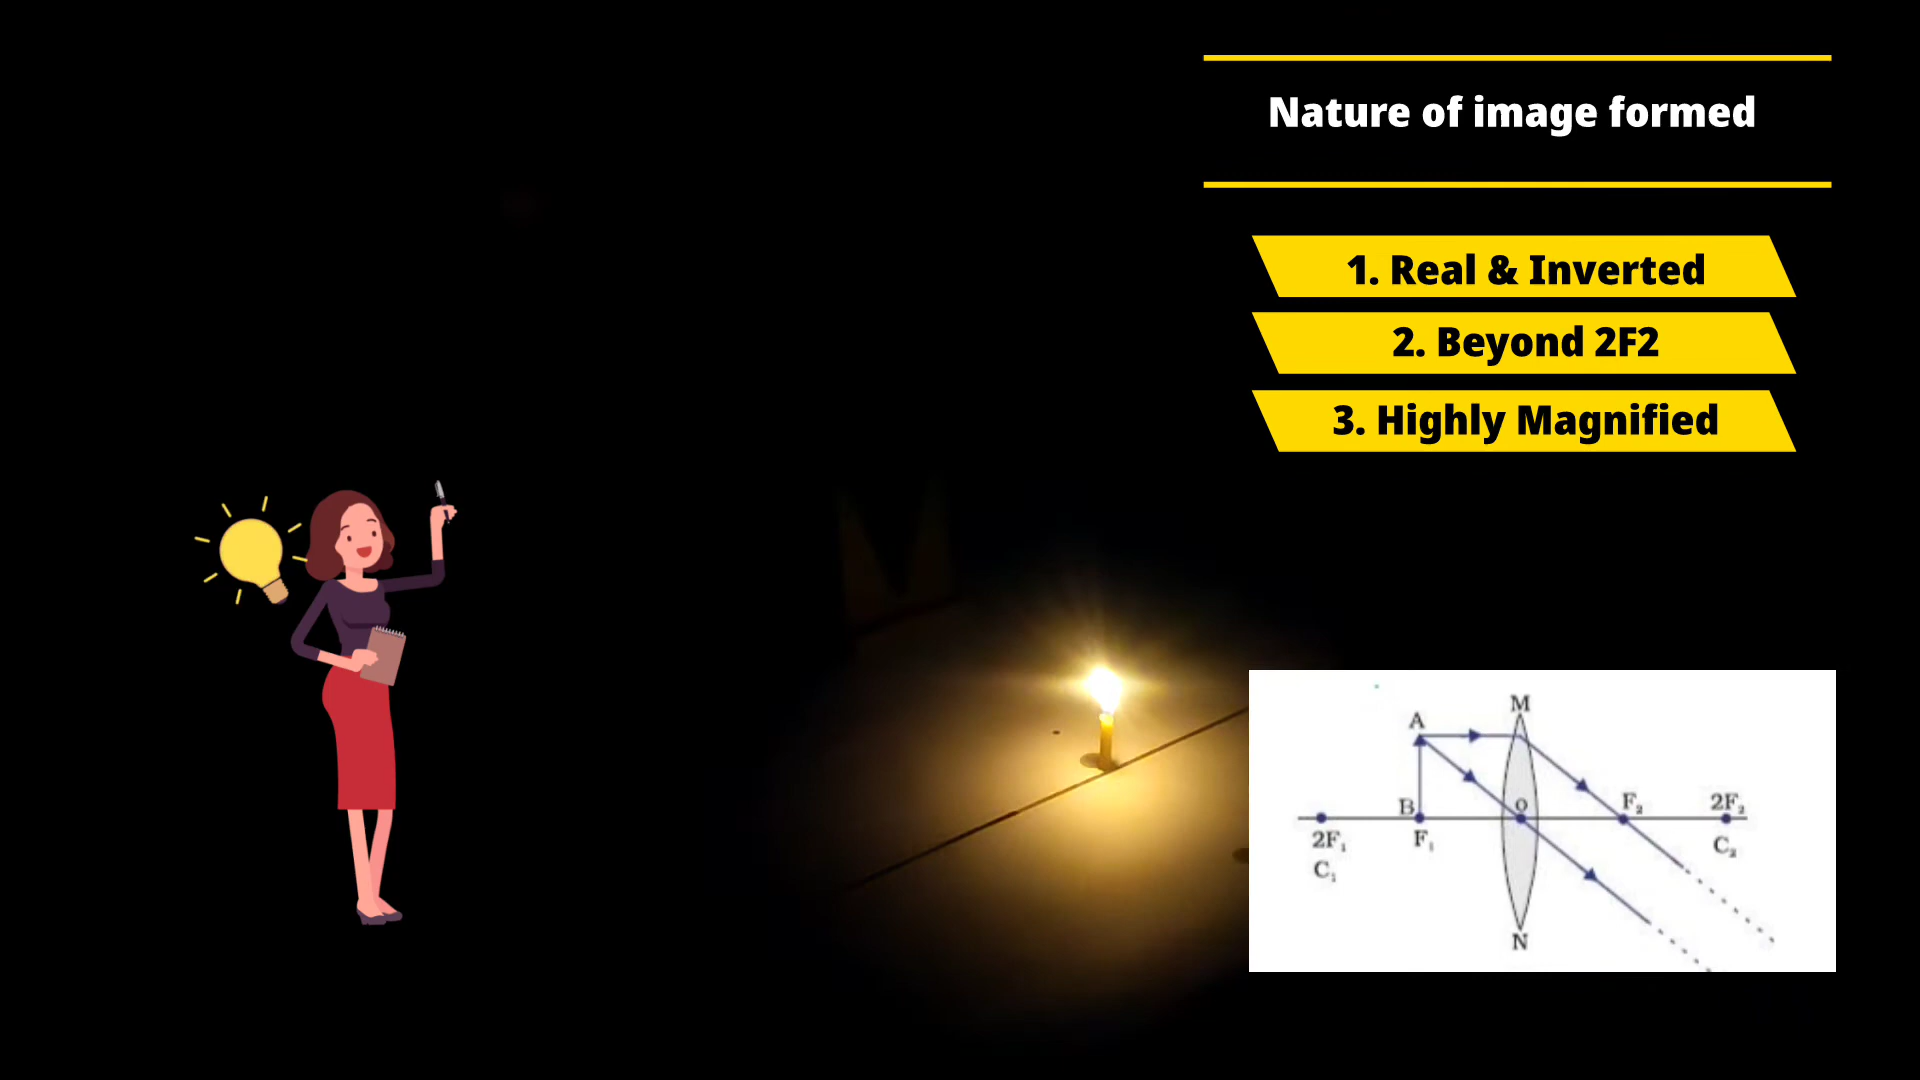 Nature of image formed
1. Real & Inverted
2. Beyond 2F2
3. Highly Magnified
M
A
B
O
F₂
2F₂
2F₁
F₁
C₂
C₁
N